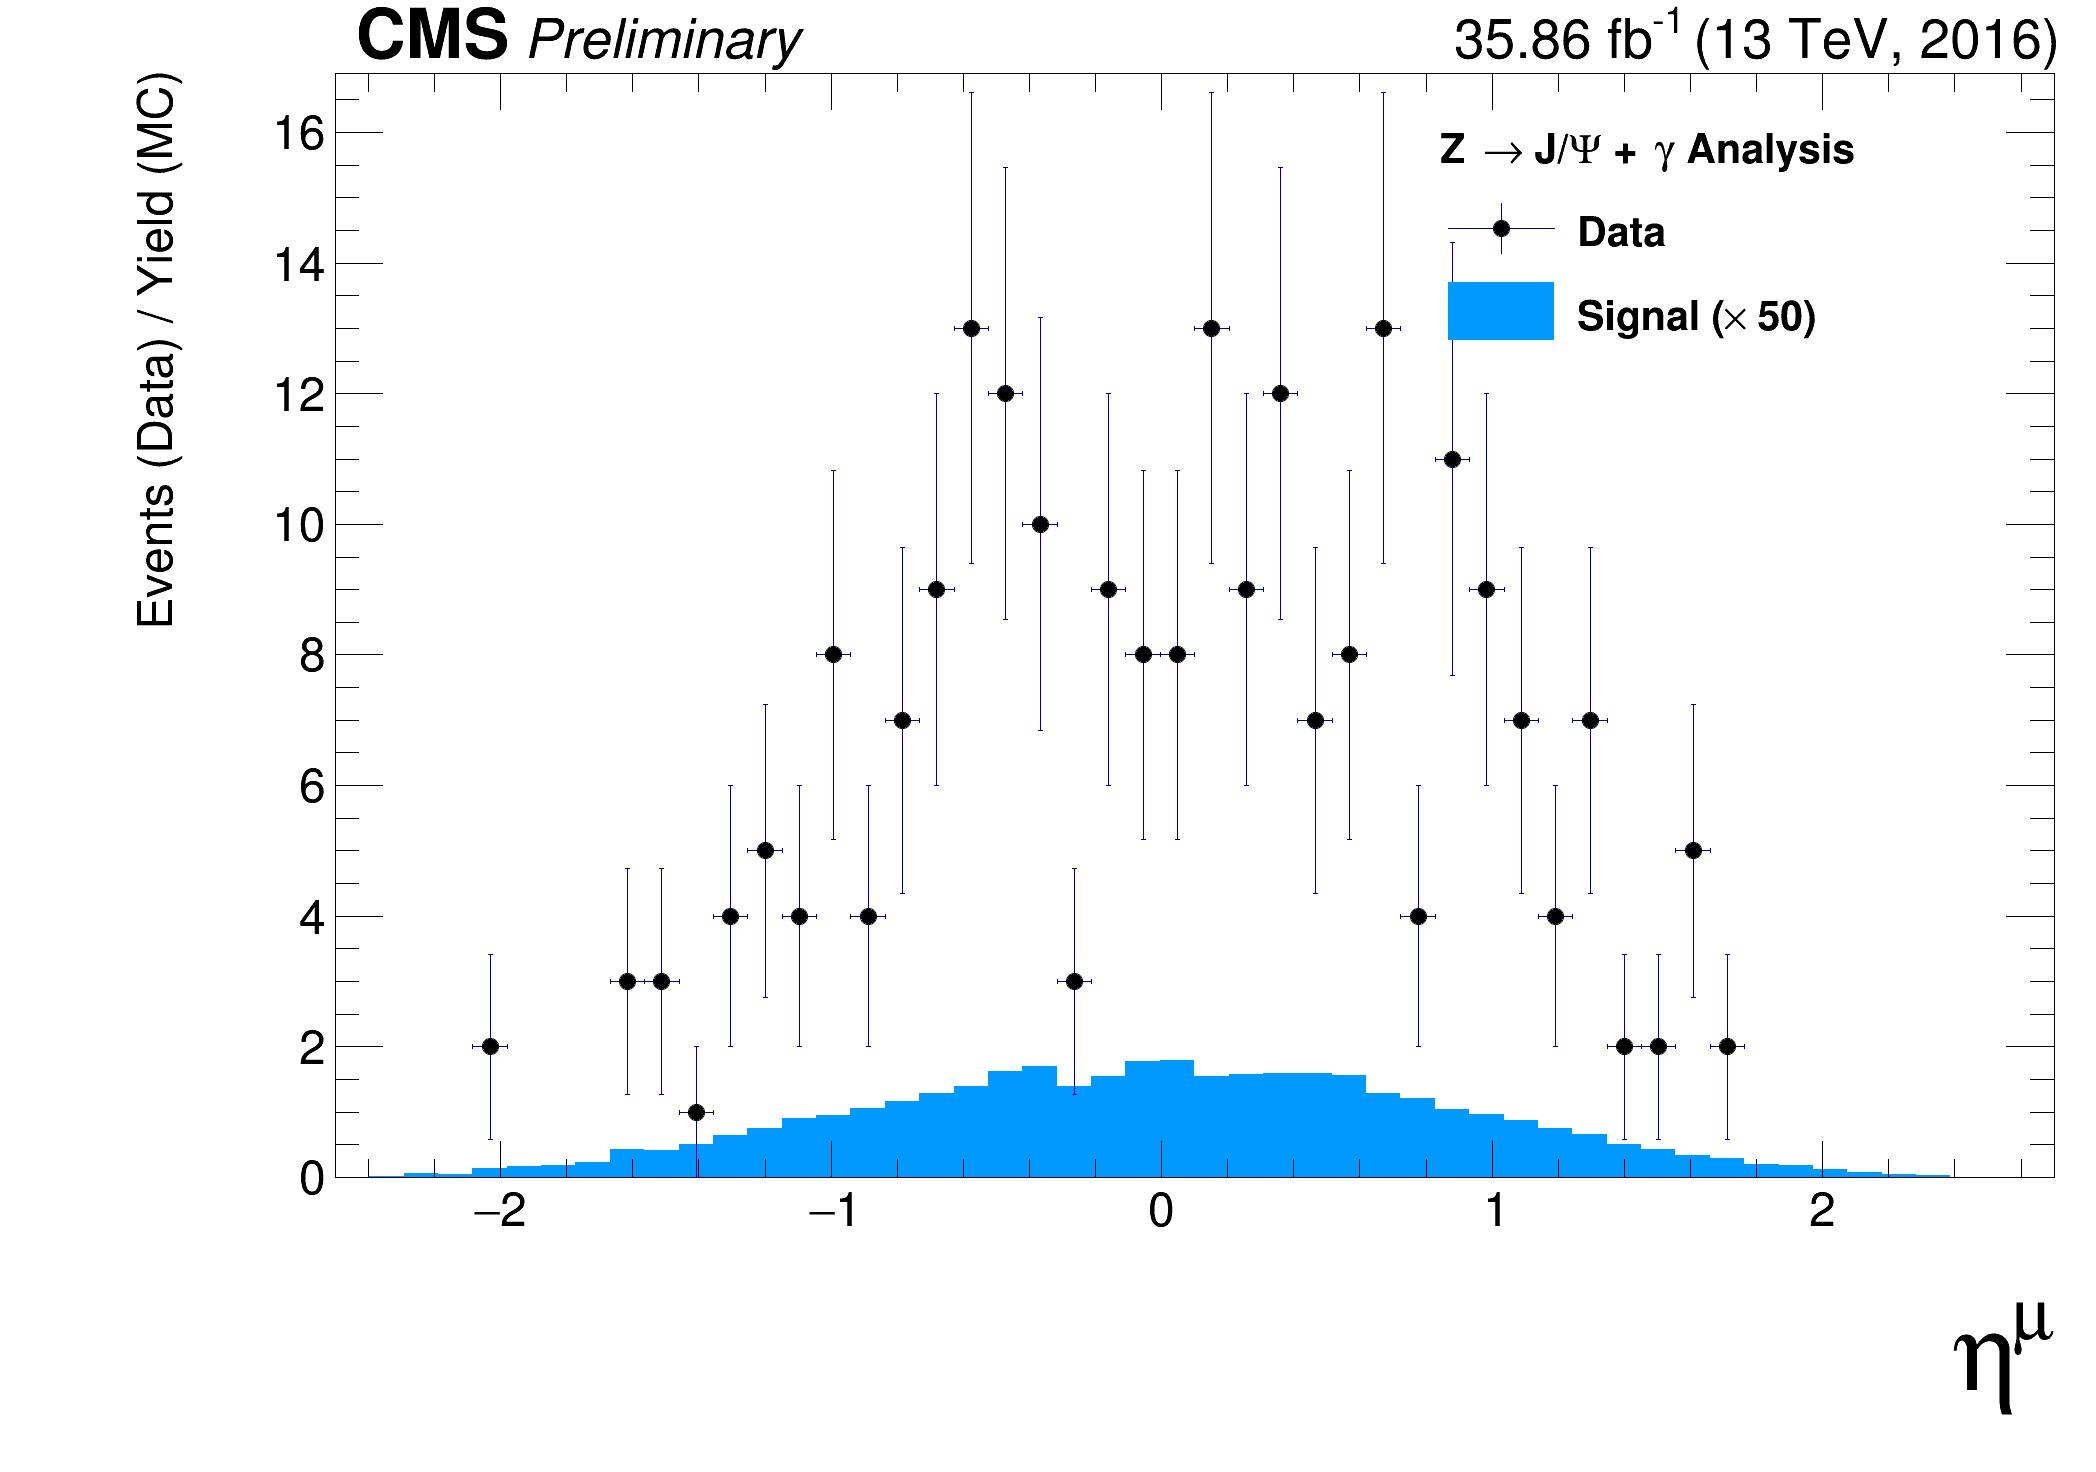 CMS Preliminary 35.86 fb⁻¹ (13 TeV, 2016)
Events (Data) / Yield (MC)
Z → J/Ψ + γ Analysis
Data
Signal (× 50)
16
14
12
10
8
6
4
2
0
−2 −1 0 1 2
η^μ